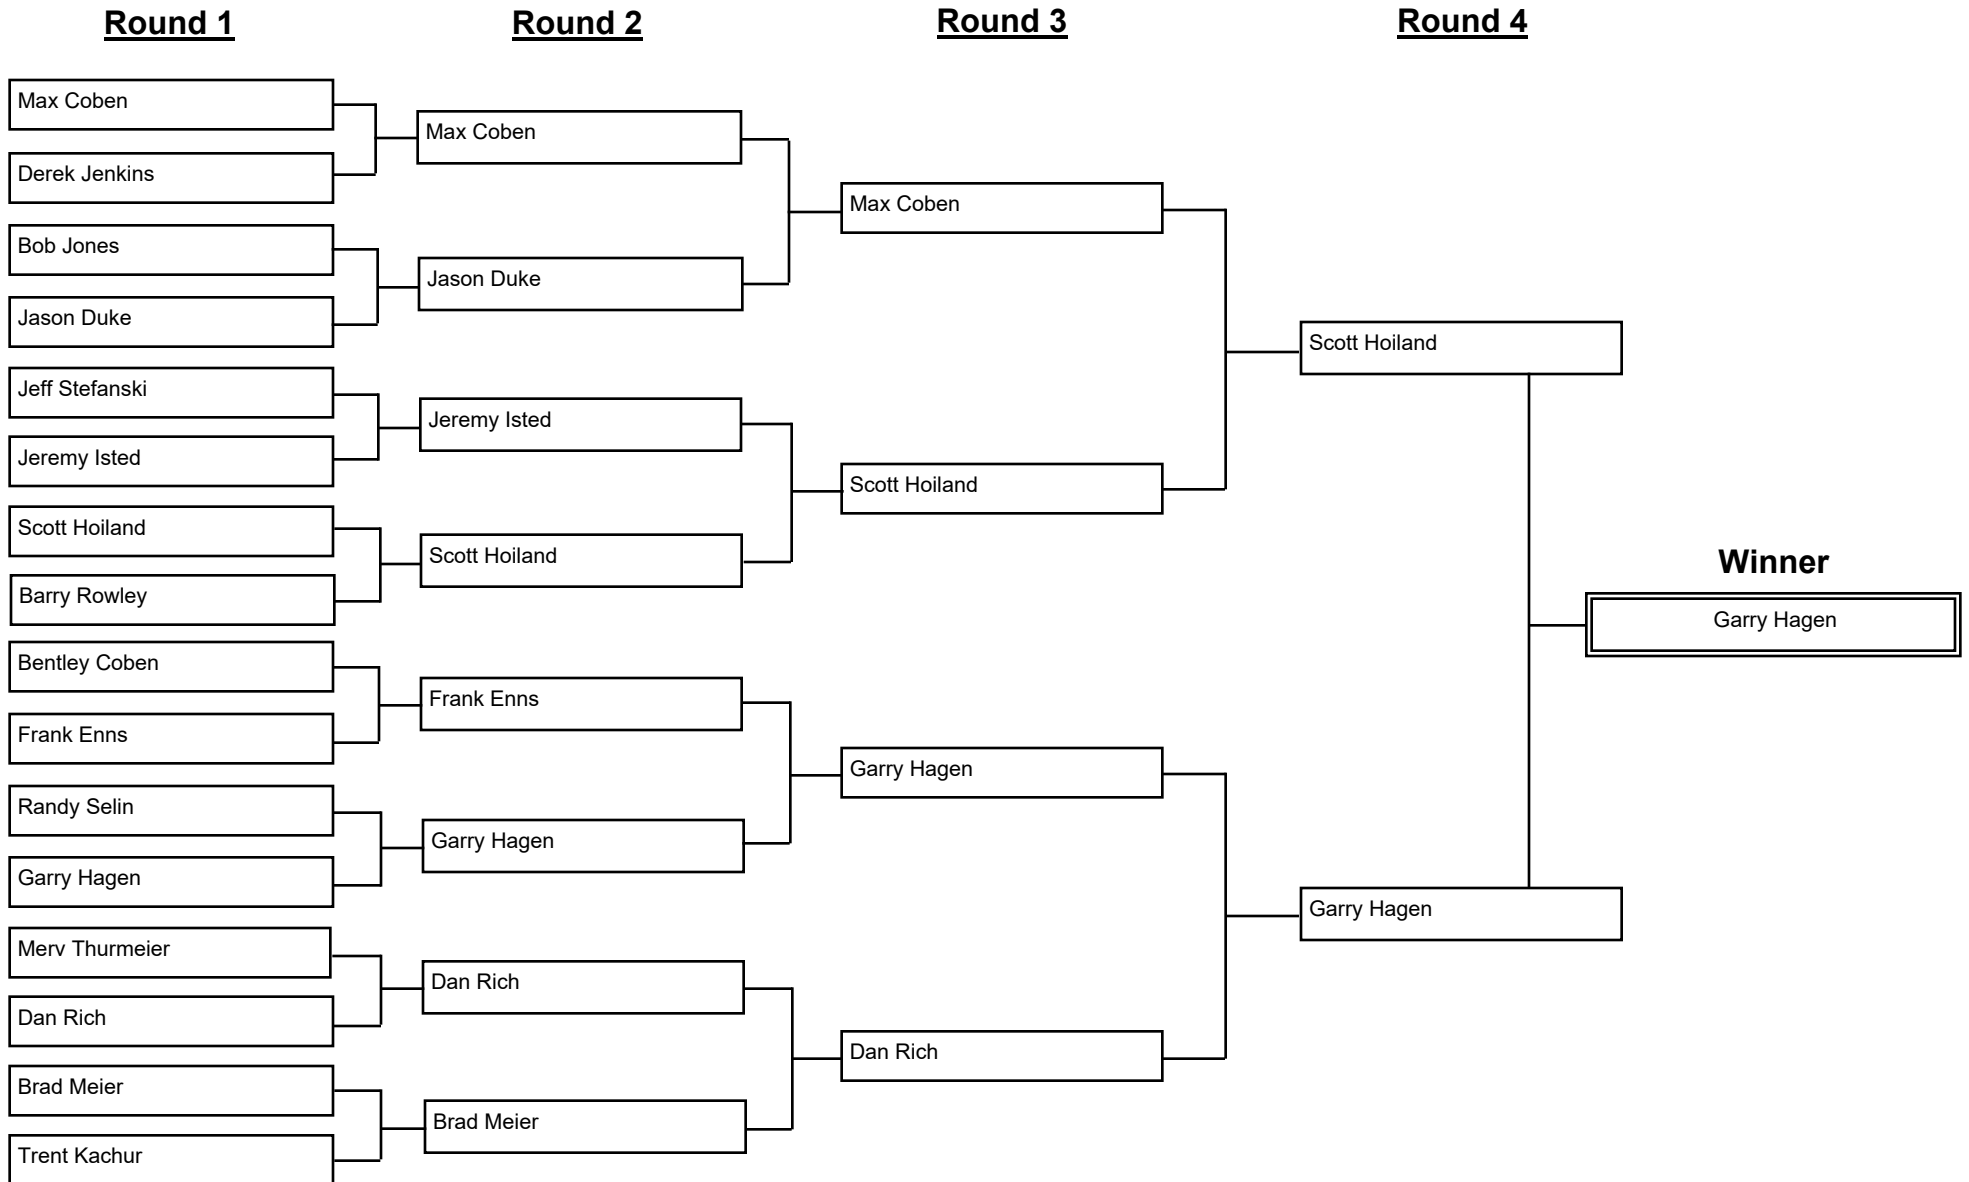 Round 1
Round 2
Round 3
Round 4
Max Coben
Derek Jenkins
Bob Jones
Jason Duke
Jeff Stefanski
Jeremy Isted
Scott Hoiland
Barry Rowley
Bentley Coben
Frank Enns
Randy Selin
Garry Hagen
Merv Thurmeier
Dan Rich
Brad Meier
Trent Kachur
Max Coben
Jason Duke
Jeremy Isted
Scott Hoiland
Frank Enns
Garry Hagen
Dan Rich
Brad Meier
Max Coben
Scott Hoiland
Garry Hagen
Dan Rich
Scott Hoiland
Garry Hagen
Winner
Garry Hagen